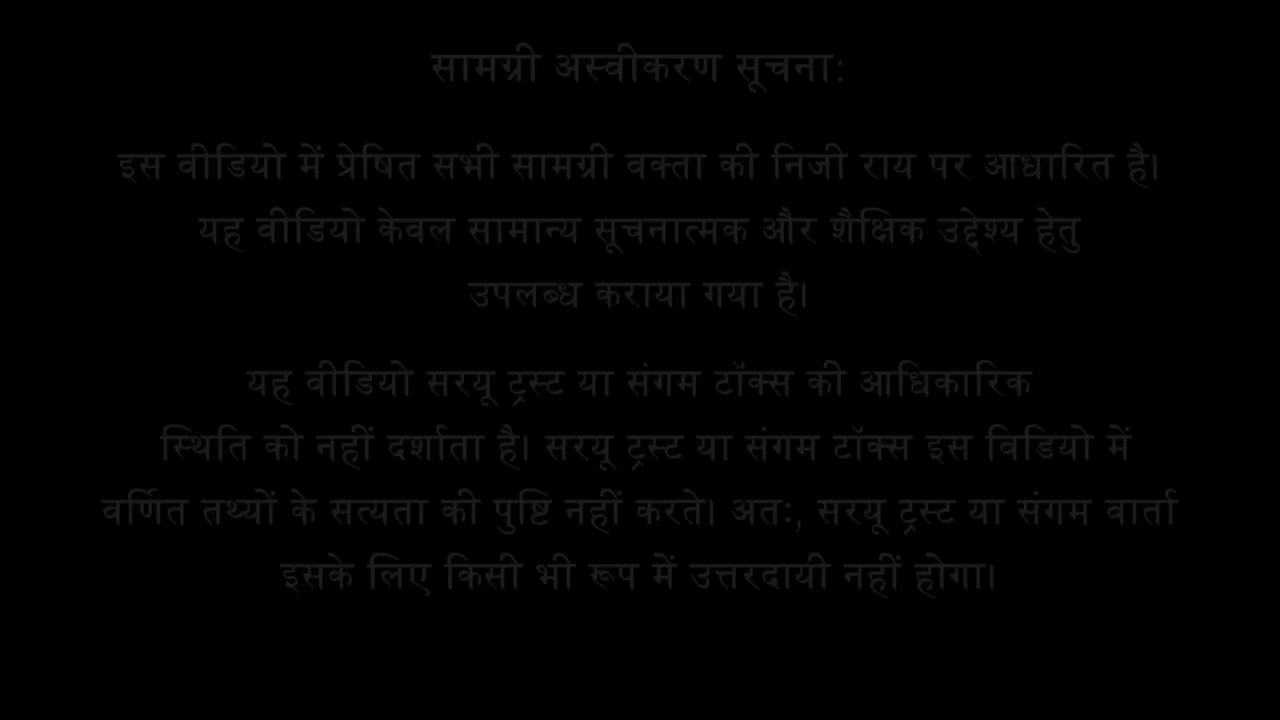 सामग्री अस्वीकरण सूचना:
इस वीडियो में प्रेषित सभी सामग्री वक्ता की निजी राय पर आधारित है।
यह वीडियो केवल सामान्य सूचनात्मक और शैक्षिक उद्देश्य हेतु
उपलब्ध कराया गया है।
यह वीडियो सरयू ट्रस्ट या संगम टॉक्स की आधिकारिक
स्थिति को नहीं दर्शाता है। सरयू ट्रस्ट या संगम टॉक्स इस विडियो में
वर्णित तथ्यों के सत्यता की पुष्टि नहीं करते। अतः, सरयू ट्रस्ट या संगम वार्ता
इसके लिए किसी भी रूप में उत्तरदायी नहीं होगा।